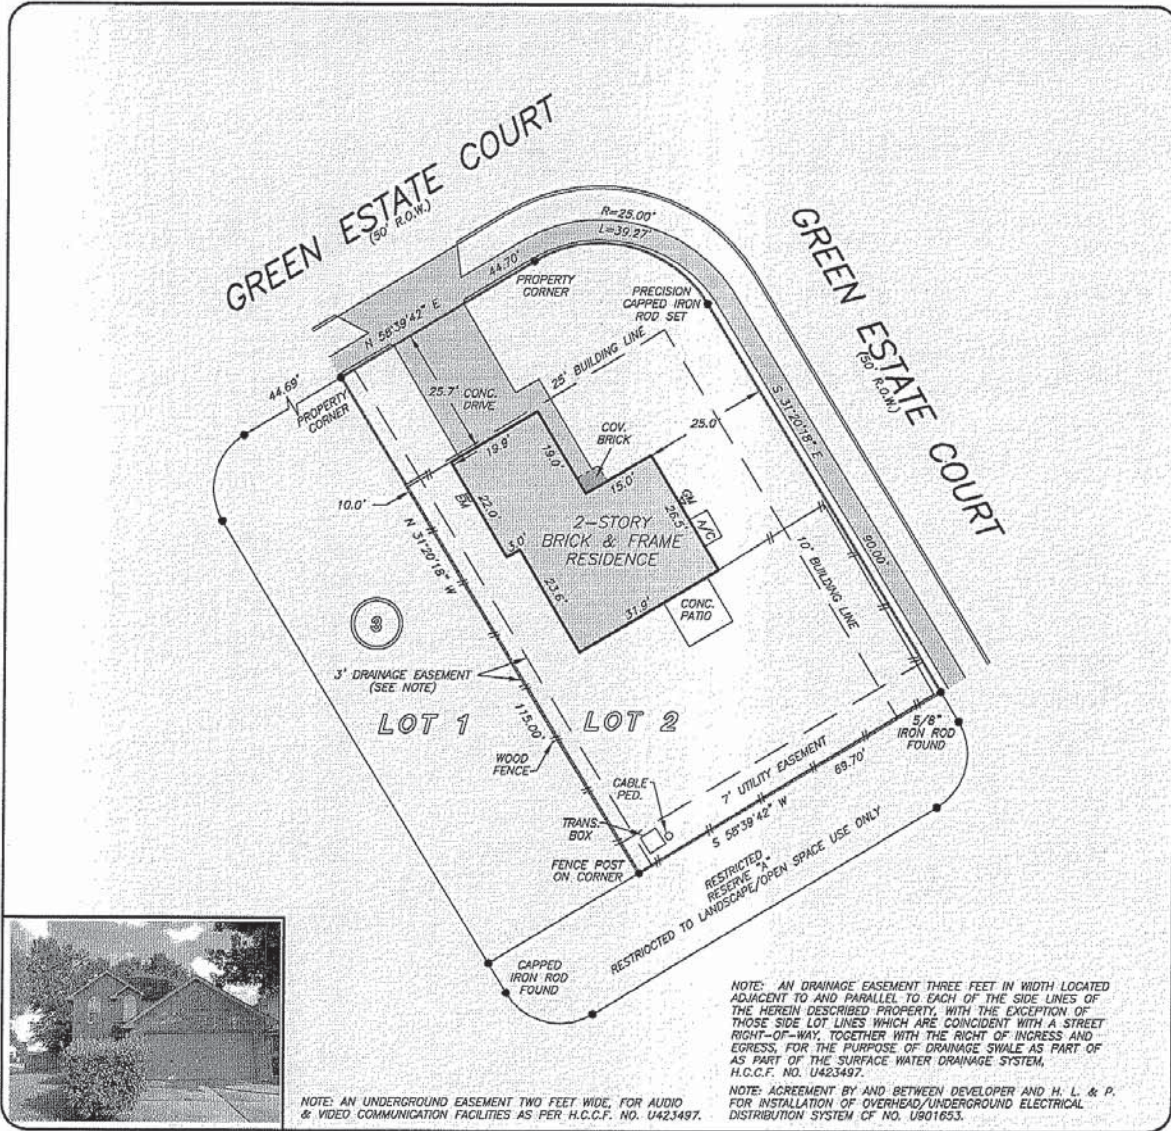 GREEN ESTATE COURT
(50' R.O.W.)
R=25.00'
L=39.27'
44.70'
PROPERTY
CORNER
N 58°39'42" E
GREEN ESTATE COURT
(50' R.O.W.)
PRECISION
CAPPED IRON
ROD SET
44.69'
PROPERTY
CORNER
25.7'
CONC.
DRIVE
25' BUILDING LINE
S 31°20'18" E
90.00'
COV.
BRICK
25.0'
19.9'
19.0'
15.0'
10.0'
EM
22.0'
GM
26.5'
A/C
2-STORY
BRICK & FRAME
RESIDENCE
3.0'
23.6'
31.9'
CONC.
PATIO
10' BUILDING LINE
N 31°20'18" W
115.00'
3
3' DRAINAGE EASEMENT
(SEE NOTE)
LOT 1
LOT 2
WOOD
FENCE
5/8"
IRON ROD
FOUND
CABLE
PED.
7' UTILITY EASEMENT
69.70'
TRANS.
BOX
S 58°39'42" W
FENCE POST
ON CORNER
RESTRICTED
RESERVE "A"
RESTRIOCTED TO LANDSCAPE/OPEN SPACE USE ONLY
CAPPED
IRON ROD
FOUND
NOTE: AN DRAINAGE EASEMENT THREE FEET IN WIDTH LOCATED
ADJACENT TO AND PARALLEL TO EACH OF THE SIDE LINES OF
THE HEREIN DESCRIBED PROPERTY, WITH THE EXCEPTION OF
THOSE SIDE LOT LINES WHICH ARE COINCIDENT WITH A STREET
RIGHT-OF-WAY, TOGETHER WITH THE RIGHT OF INGRESS AND
EGRESS, FOR THE PURPOSE OF DRAINAGE SWALE AS PART OF
AS PART OF THE SURFACE WATER DRAINAGE SYSTEM,
H.C.C.F. NO. U423497.
NOTE: AN UNDERGROUND EASEMENT TWO FEET WIDE, FOR AUDIO
& VIDEO COMMUNICATION FACILITIES AS PER H.C.C.F. NO. U423497.
NOTE: AGREEMENT BY AND BETWEEN DEVELOPER AND H. L. & P.
FOR INSTALLATION OF OVERHEAD/UNDERGROUND ELECTRICAL
DISTRIBUTION SYSTEM CF NO. U901653.